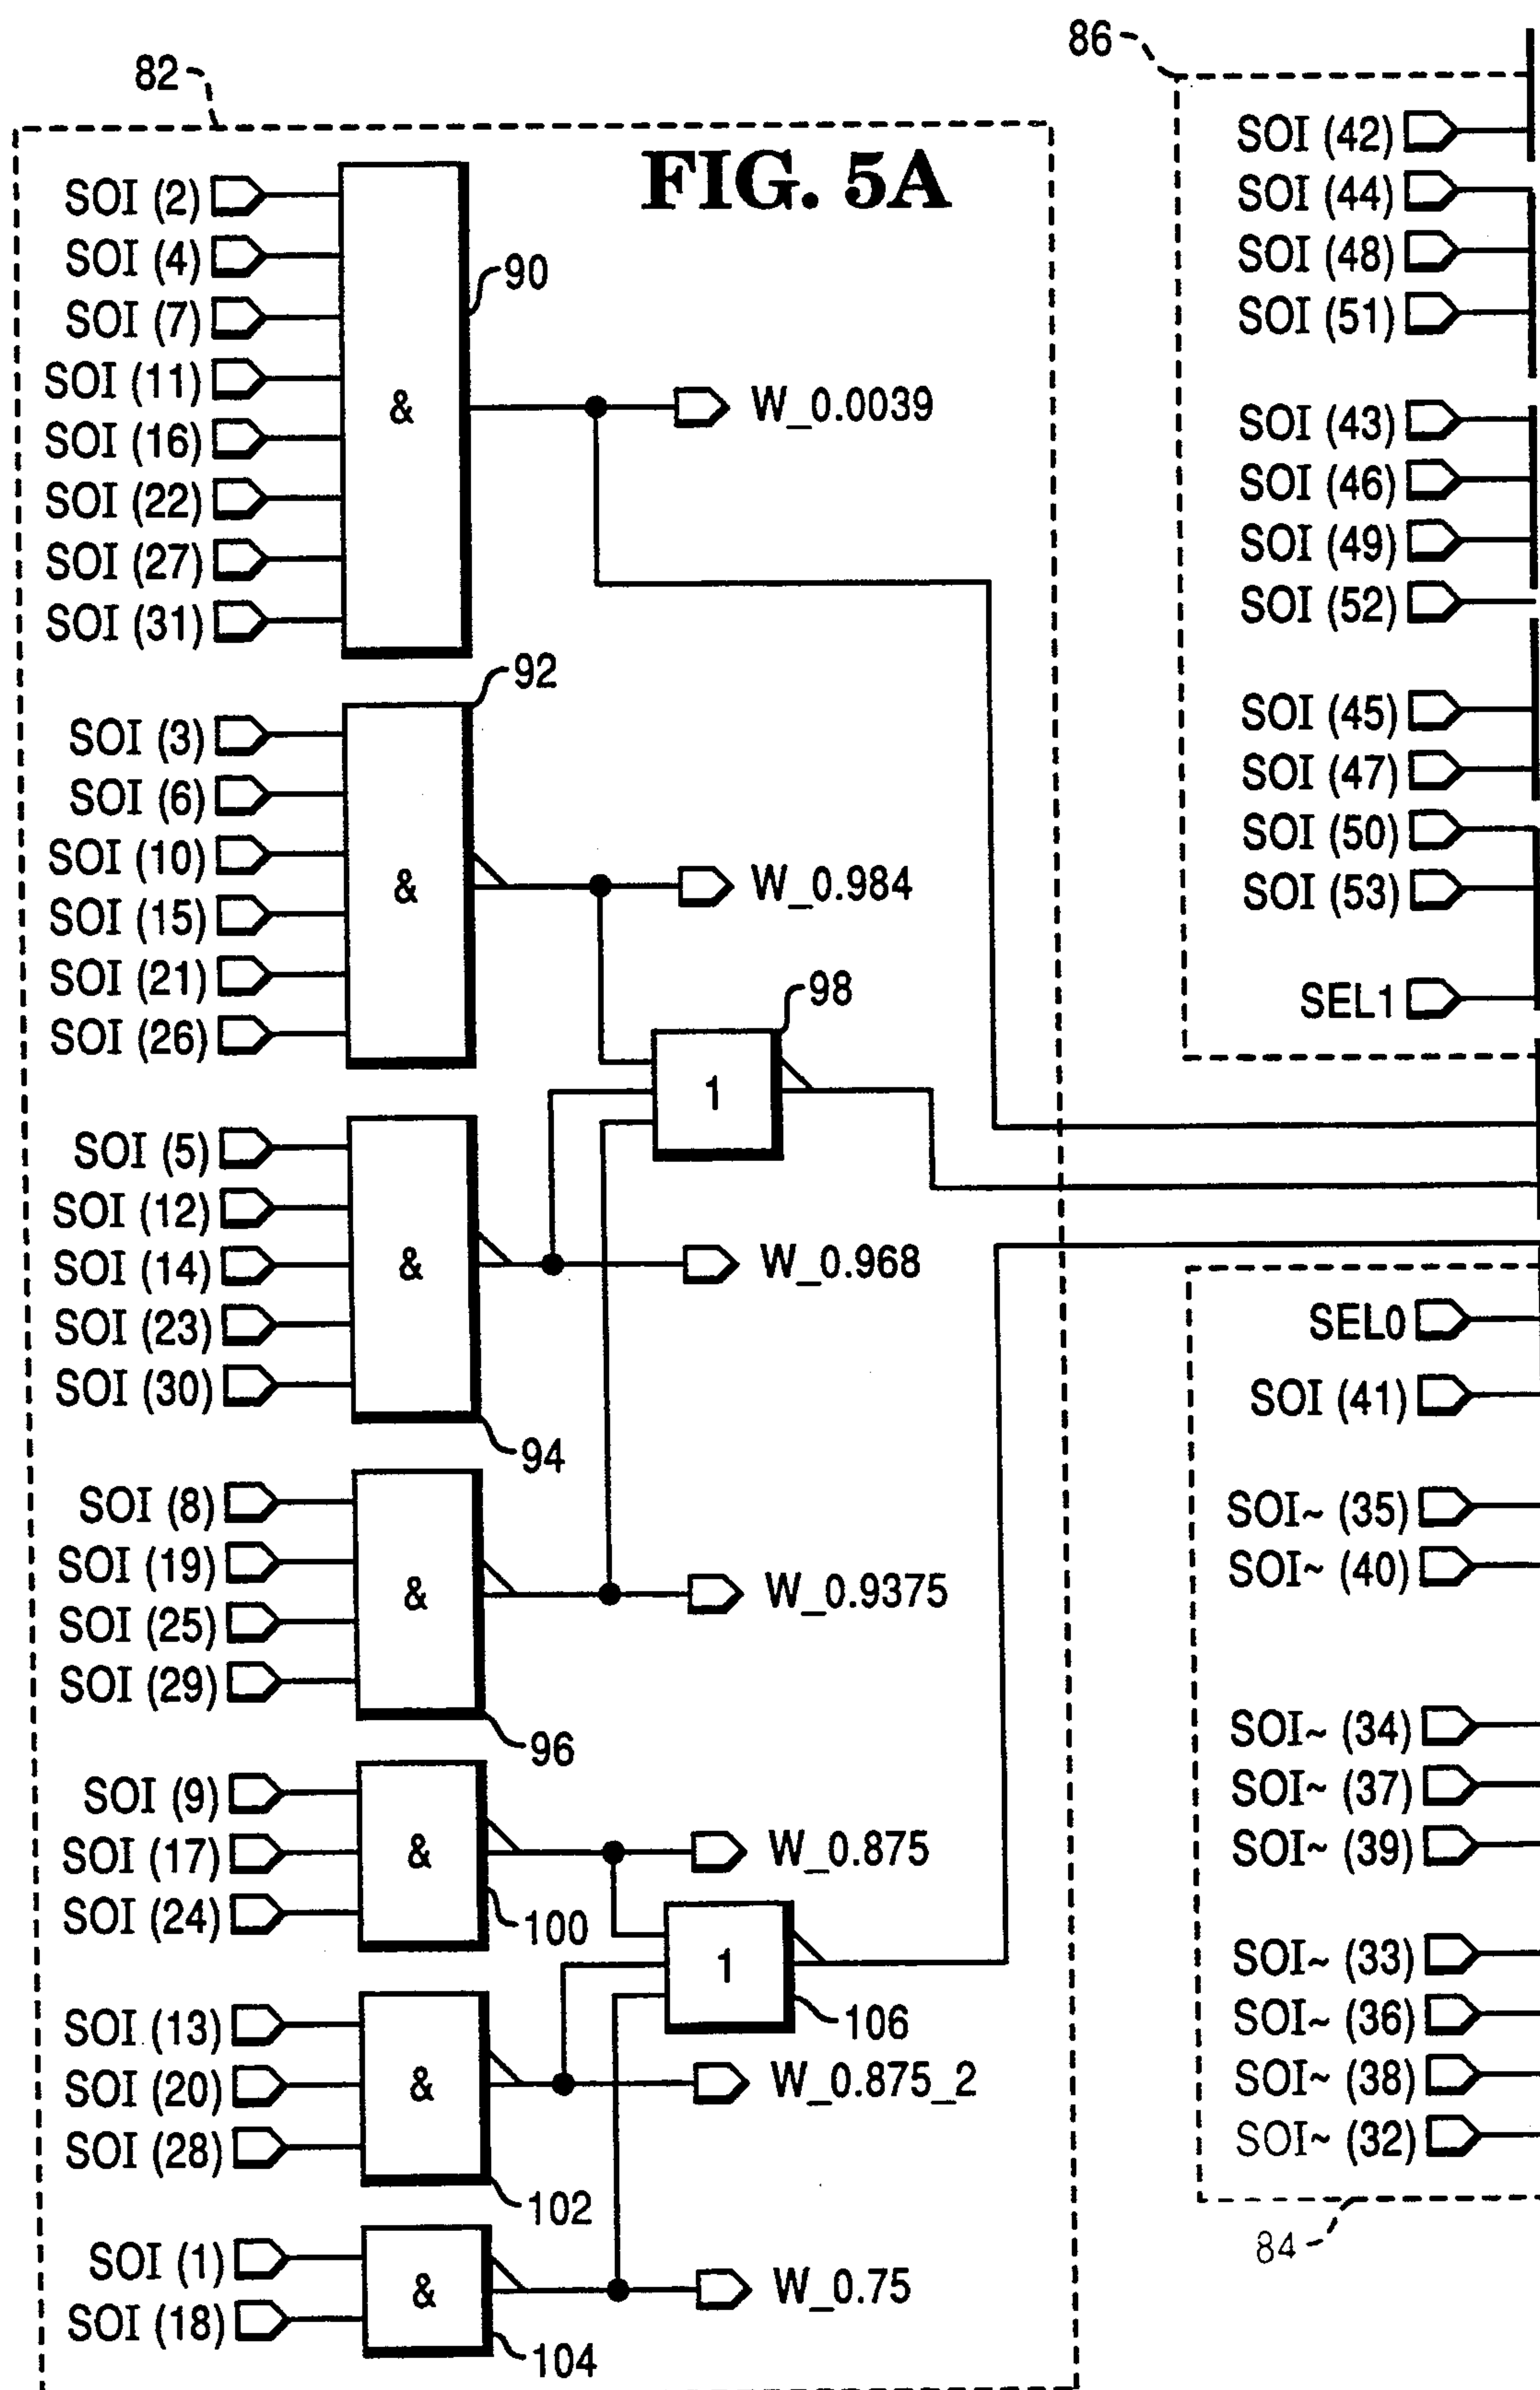 82
FIG. 5A
SOI (2)
SOI (4)
SOI (7)
SOI (11)
SOI (16)
SOI (22)
SOI (27)
SOI (31)
&
90
W_0.0039
SOI (3)
SOI (6)
SOI (10)
SOI (15)
SOI (21)
SOI (26)
&
92
W_0.984
98
1
SOI (5)
SOI (12)
SOI (14)
SOI (23)
SOI (30)
&
94
W_0.968
SOI (8)
SOI (19)
SOI (25)
SOI (29)
&
96
W_0.9375
SOI (9)
SOI (17)
SOI (24)
&
100
W_0.875
1
106
SOI (13)
SOI (20)
SOI (28)
&
102
W_0.875_2
SOI (1)
SOI (18)
&
104
W_0.75
86
SOI (42)
SOI (44)
SOI (48)
SOI (51)
SOI (43)
SOI (46)
SOI (49)
SOI (52)
SOI (45)
SOI (47)
SOI (50)
SOI (53)
SEL1
SEL0
SOI (41)
SOI~ (35)
SOI~ (40)
SOI~ (34)
SOI~ (37)
SOI~ (39)
SOI~ (33)
SOI~ (36)
SOI~ (38)
SOI~ (32)
84